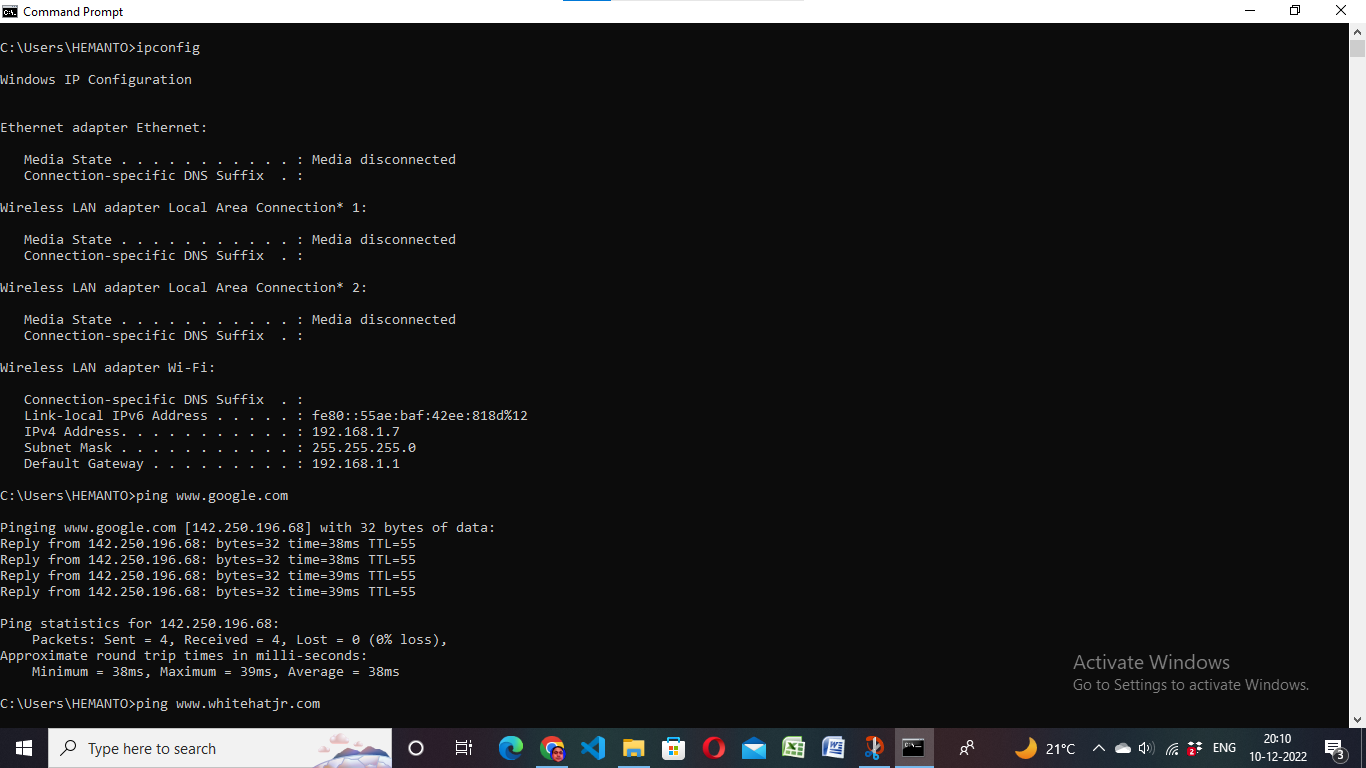 Command Prompt
C:\Users\HEMANTO>ipconfig
Windows IP Configuration
Ethernet adapter Ethernet:
   Media State . . . . . . . . . . . : Media disconnected
   Connection-specific DNS Suffix  . :
Wireless LAN adapter Local Area Connection* 1:
   Media State . . . . . . . . . . . : Media disconnected
   Connection-specific DNS Suffix  . :
Wireless LAN adapter Local Area Connection* 2:
   Media State . . . . . . . . . . . : Media disconnected
   Connection-specific DNS Suffix  . :
Wireless LAN adapter Wi-Fi:
   Connection-specific DNS Suffix  . :
   Link-local IPv6 Address . . . . . : fe80::55ae:baf:42ee:818d%12
   IPv4 Address. . . . . . . . . . . : 192.168.1.7
   Subnet Mask . . . . . . . . . . . : 255.255.255.0
   Default Gateway . . . . . . . . . : 192.168.1.1
C:\Users\HEMANTO>ping www.google.com
Pinging www.google.com [142.250.196.68] with 32 bytes of data:
Reply from 142.250.196.68: bytes=32 time=38ms TTL=55
Reply from 142.250.196.68: bytes=32 time=38ms TTL=55
Reply from 142.250.196.68: bytes=32 time=39ms TTL=55
Reply from 142.250.196.68: bytes=32 time=39ms TTL=55
Ping statistics for 142.250.196.68:
    Packets: Sent = 4, Received = 4, Lost = 0 (0% loss),
Approximate round trip times in milli-seconds:
    Minimum = 38ms, Maximum = 39ms, Average = 38ms
C:\Users\HEMANTO>ping www.whitehatjr.com
Activate Windows
Go to Settings to activate Windows.
Type here to search
21°C
ENG
20:10
10-12-2022
3